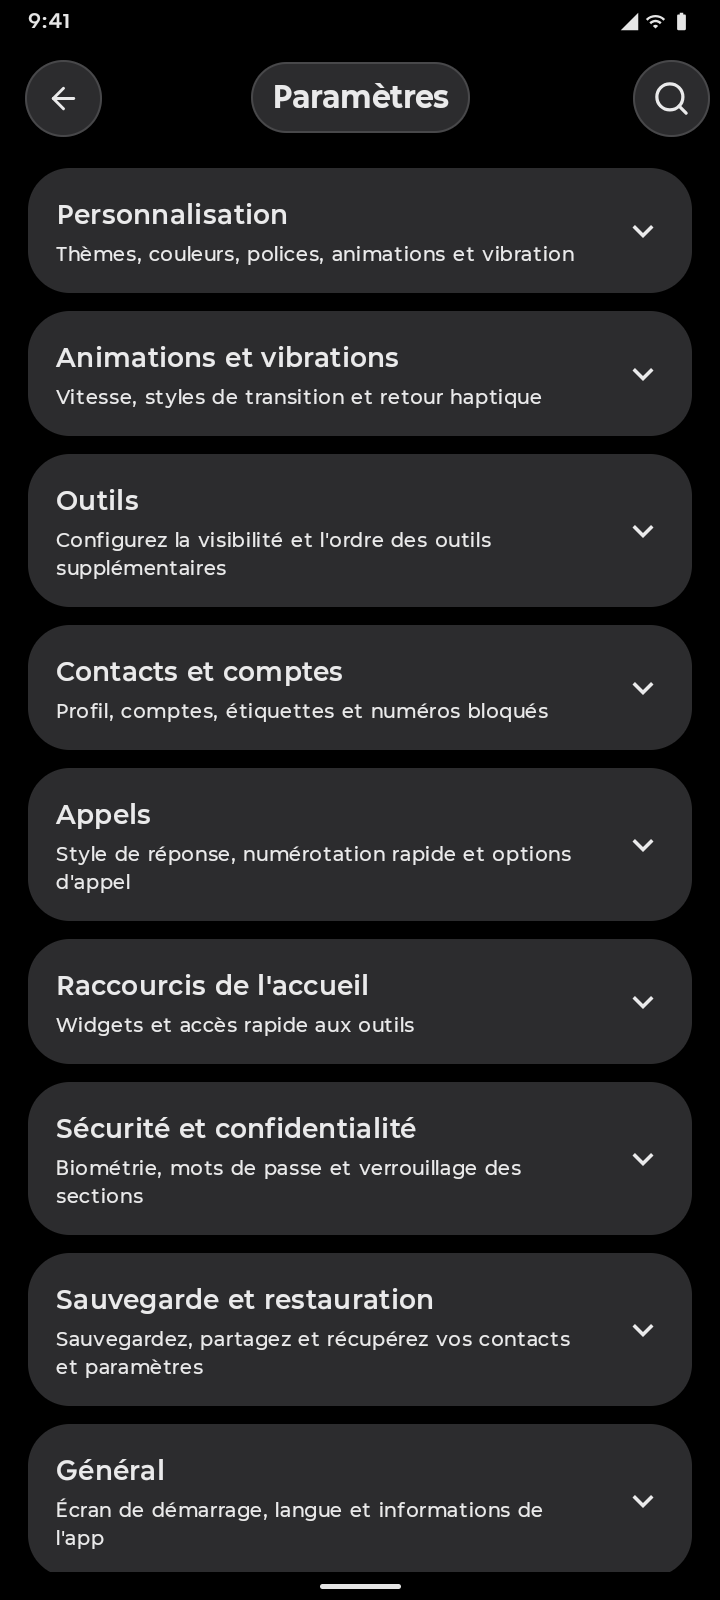 9:41
Paramètres
Personnalisation
Thèmes, couleurs, polices, animations et vibration
Animations et vibrations
Vitesse, styles de transition et retour haptique
Outils
Configurez la visibilité et l'ordre des outils
supplémentaires
Contacts et comptes
Profil, comptes, étiquettes et numéros bloqués
Appels
Style de réponse, numérotation rapide et options
d'appel
Raccourcis de l'accueil
Widgets et accès rapide aux outils
Sécurité et confidentialité
Biométrie, mots de passe et verrouillage des
sections
Sauvegarde et restauration
Sauvegardez, partagez et récupérez vos contacts
et paramètres
Général
Écran de démarrage, langue et informations de
l'app